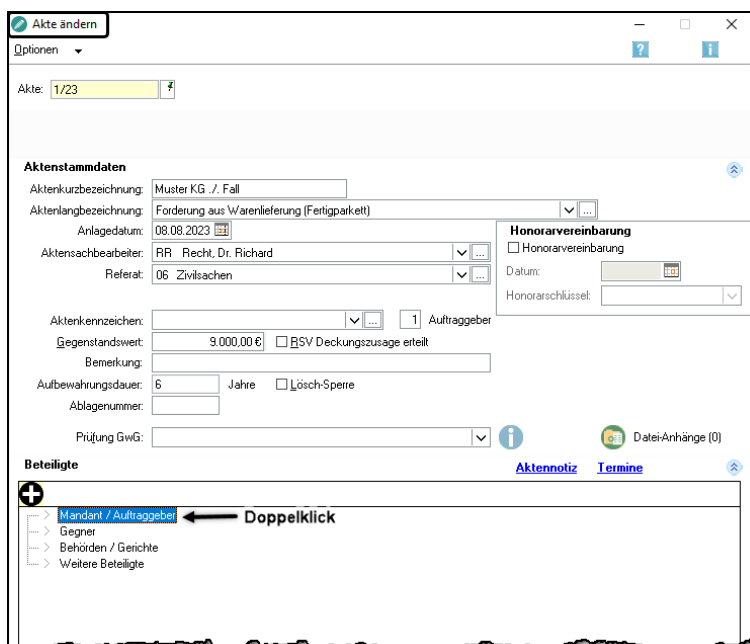 Akte ändern
Optionen
Akte: 1/23
Aktenstammdaten
Aktenkurzbezeichnung: Muster KG ./. Fall
Aktenlangbezeichnung: Forderung aus Warenlieferung (Fertigparkett)
Anlagedatum: 08.08.2023
Honorarvereinbarung
Honorarvereinbarung
Aktensachbearbeiter: RR Recht, Dr. Richard
Datum:
Referat: 06 Zivilsachen
Honorarschlüssel:
Aktenkennzeichen: 1 Auftraggeber
Gegenstandswert: 9.000,00 € RSV Deckungszusage erteilt
Bemerkung:
Aufbewahrungsdauer: 6 Jahre Lösch-Sperre
Ablagenummer:
Prüfung GwG: Datei-Anhänge (0)
Beteiligte Aktennotiz Termine
Mandant / Auftraggeber Doppelklick
Gegner
Behörden / Gerichte
Weitere Beteiligte